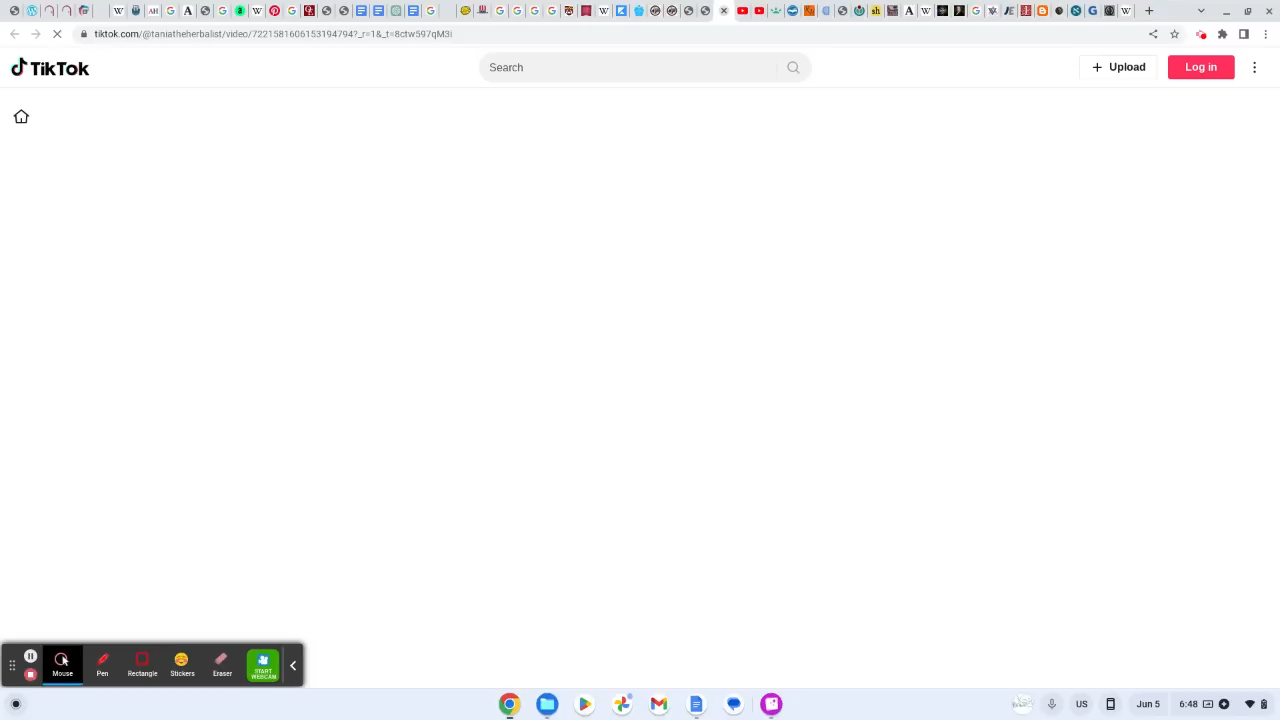 tiktok.com/@taniatheherbalist/video/7221581606153194794?_r=1&_t=8ctw597qM3i
TikTok
Search
Upload
Log in
Mouse
Pen
Rectangle
Stickers
Eraser
START
WEBCAM
US
Jun 5
6:48